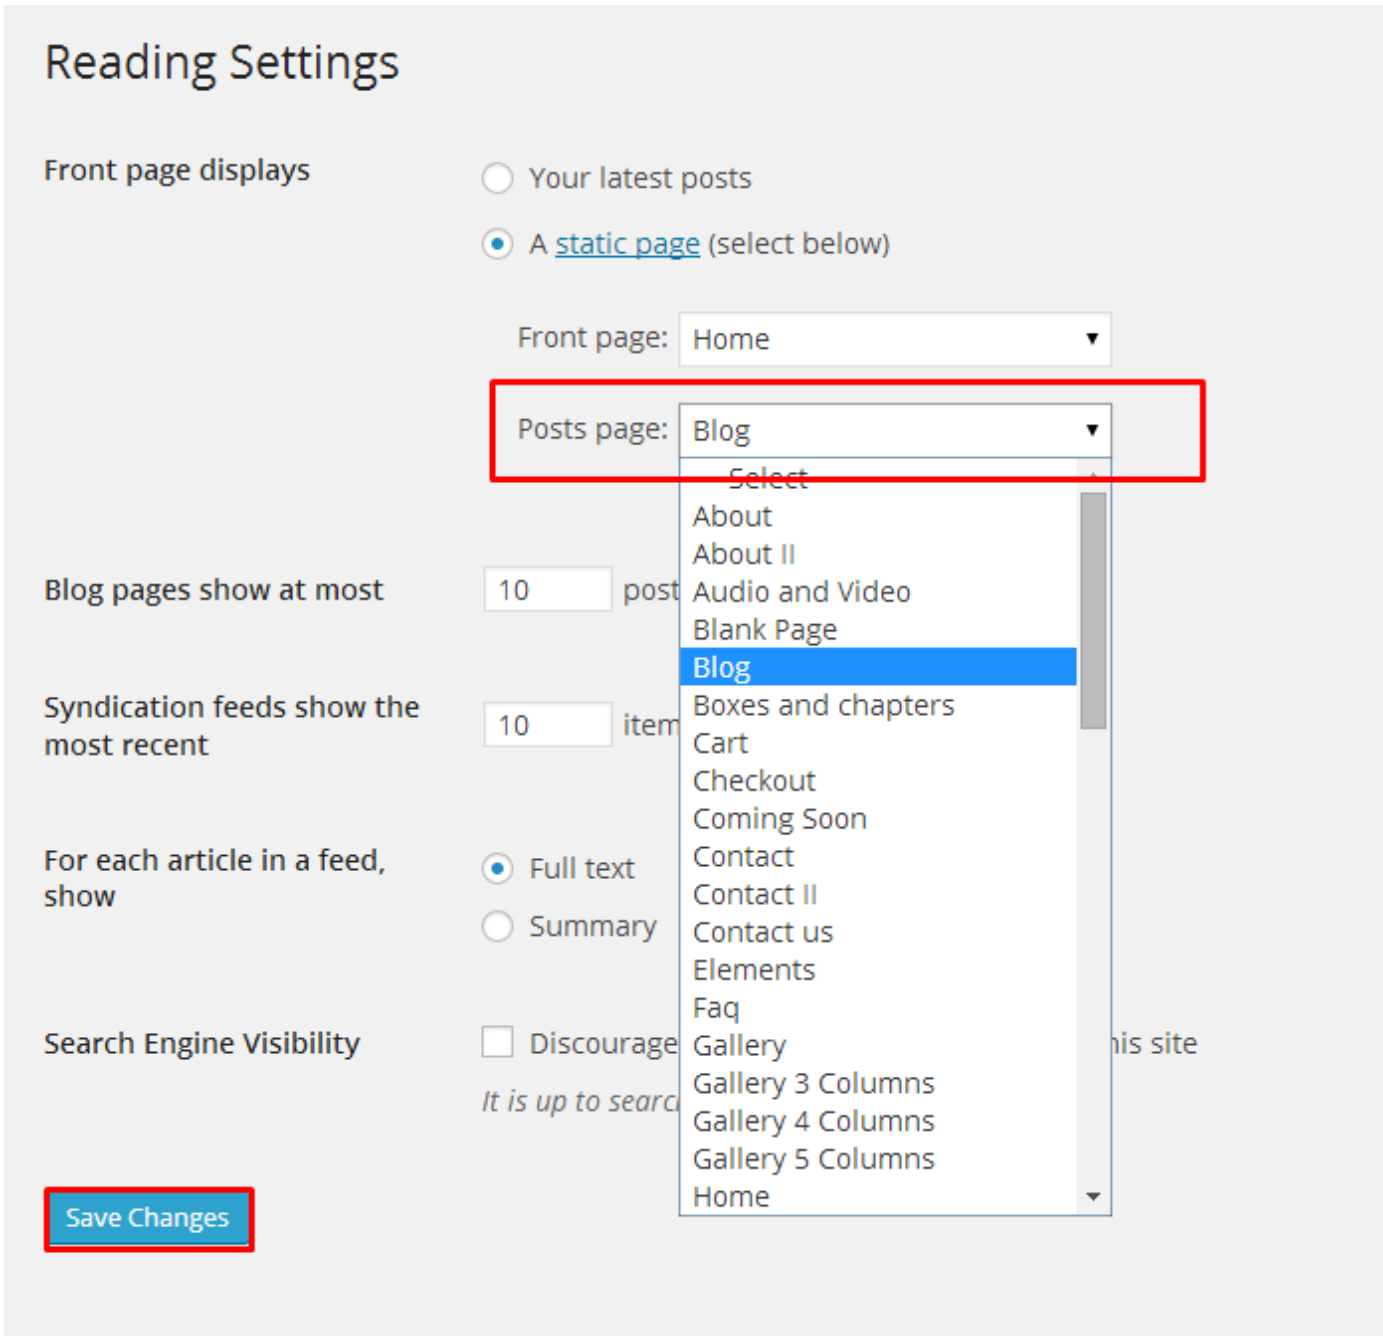 Reading Settings
Front page displays
Your latest posts
A static page (select below)
Front page: Home
Posts page: Blog
Select
About
About II
Audio and Video
Blank Page
Blog
Boxes and chapters
Cart
Checkout
Coming Soon
Contact
Contact II
Contact us
Elements
Faq
Gallery
Gallery 3 Columns
Gallery 4 Columns
Gallery 5 Columns
Home
Blog pages show at most 10 post
Syndication feeds show the
most recent
10 item
For each article in a feed,
show
Full text
Summary
Search Engine Visibility
Discourage his site
It is up to searc
Save Changes